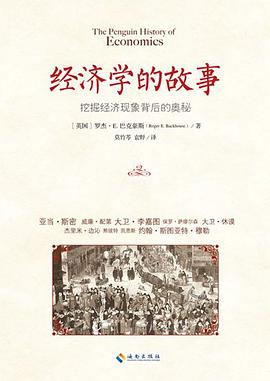 The Penguin History of
Economics
经济学的故事
挖掘经济现象背后的奥秘
[英国] 罗杰·E. 巴克豪斯 (Roger E. Backhouse) / 著
莫竹芩 袁野 / 译
亚当·斯密 威廉·配第 大卫·李嘉图 保罗·萨缪尔森 大卫·休谟
杰里米·边沁 熊彼特 凯恩斯 约翰·斯图亚特·穆勒
海南出版社